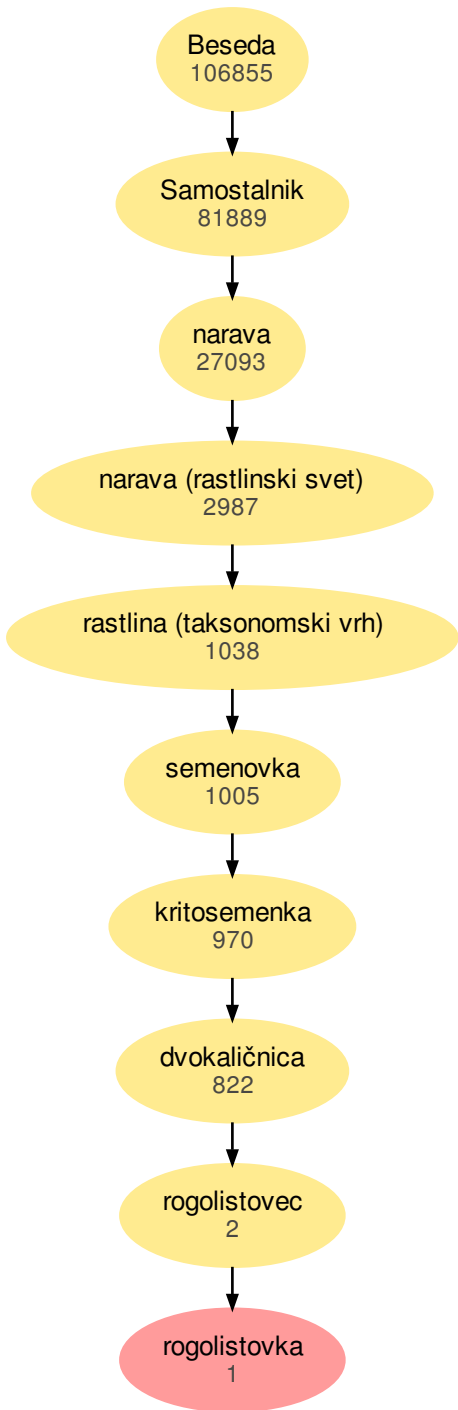 Beseda
106855
Samostalnik
81889
narava
27093
narava (rastlinski svet)
2987
rastlina (taksonomski vrh)
1038
semenovka
1005
kritosemenka
970
dvokaličnica
822
rogolistovec
2
rogolistovka
1